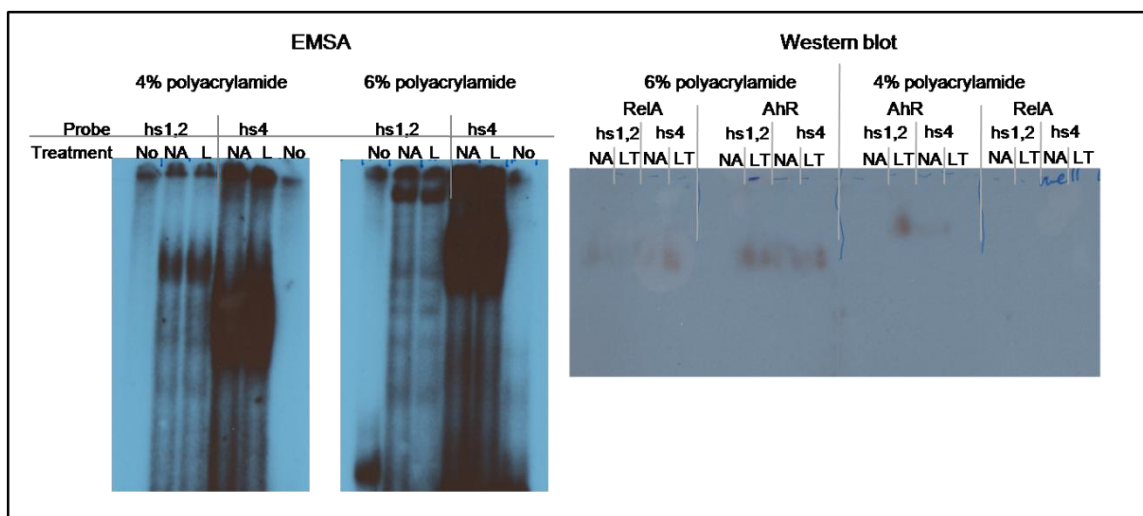 EMSA
Western blot
4% polyacrylamide 6% polyacrylamide
6% polyacrylamide 4% polyacrylamide
RelA AhR AhR RelA
Probe hs1,2 hs4 hs1,2 hs4
hs1,2 hs4 hs1,2 hs4 hs1,2 hs4 hs1,2 hs4
Treatment No NA L NA L No No NA L NA L No
NA LT NA LT NA LT NA LT NA LT NA LT NA LT NA LT
well